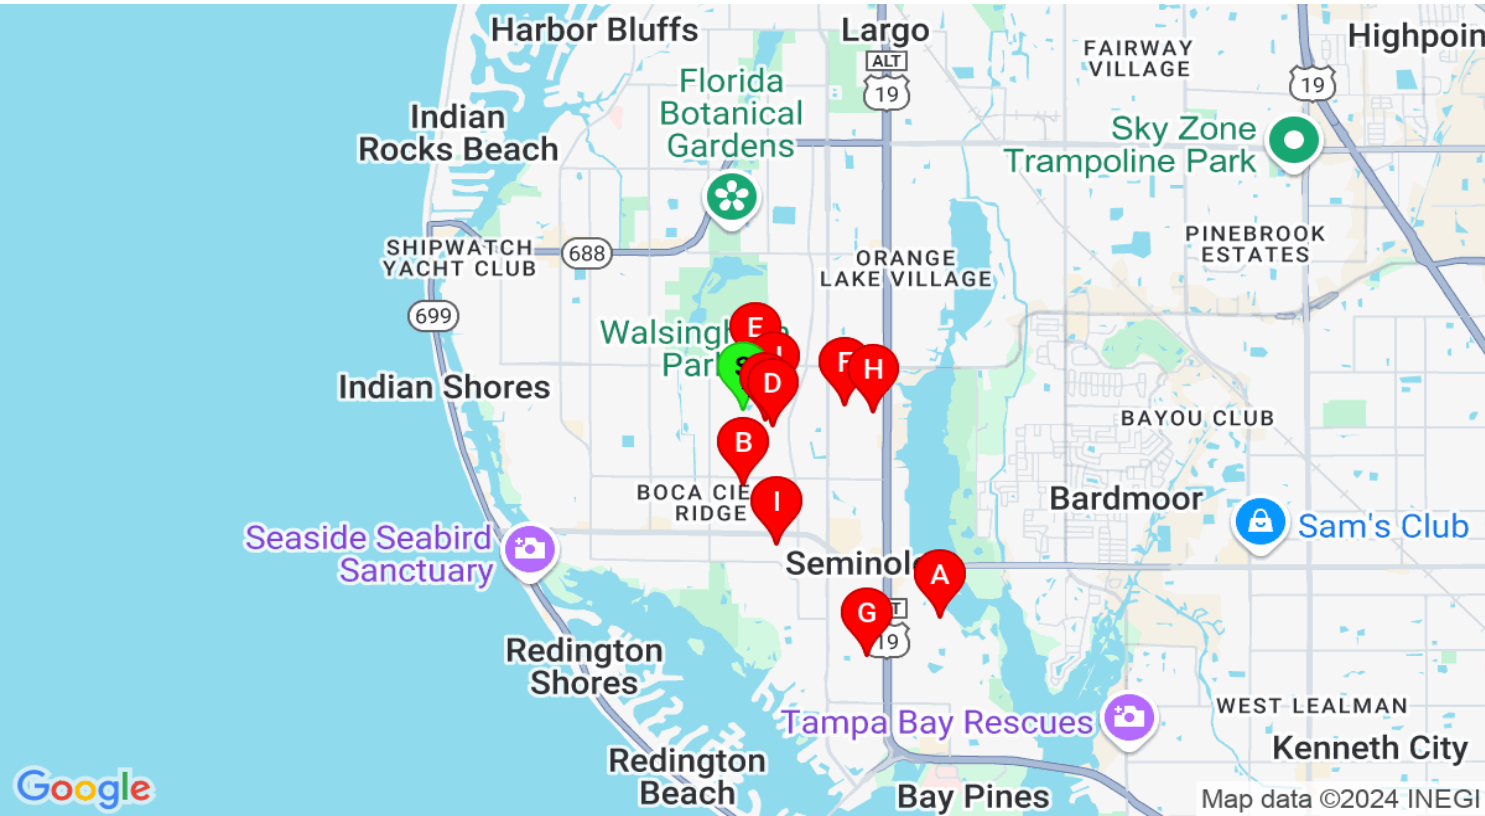 Harbor Bluffs
Largo
Highpoin
FAIRWAY
VILLAGE
ALT
19
19
Florida
Botanical
Gardens
Indian
Rocks Beach
Sky Zone
Trampoline Park
SHIPWATCH
YACHT CLUB
688
ORANGE
LAKE VILLAGE
PINEBROOK
ESTATES
699
E
Walsingh
Par
S
J
D
F
H
Indian Shores
BAYOU CLUB
B
BOCA CIE
RIDGE
I
Bardmoor
Seaside Seabird
Sanctuary
Sam's Club
Seminol
A
G
T
19
Redington
Shores
WEST LEALMAN
Tampa Bay Rescues
Kenneth City
Redington
Beach
Bay Pines
Google
Map data ©2024 INEGI